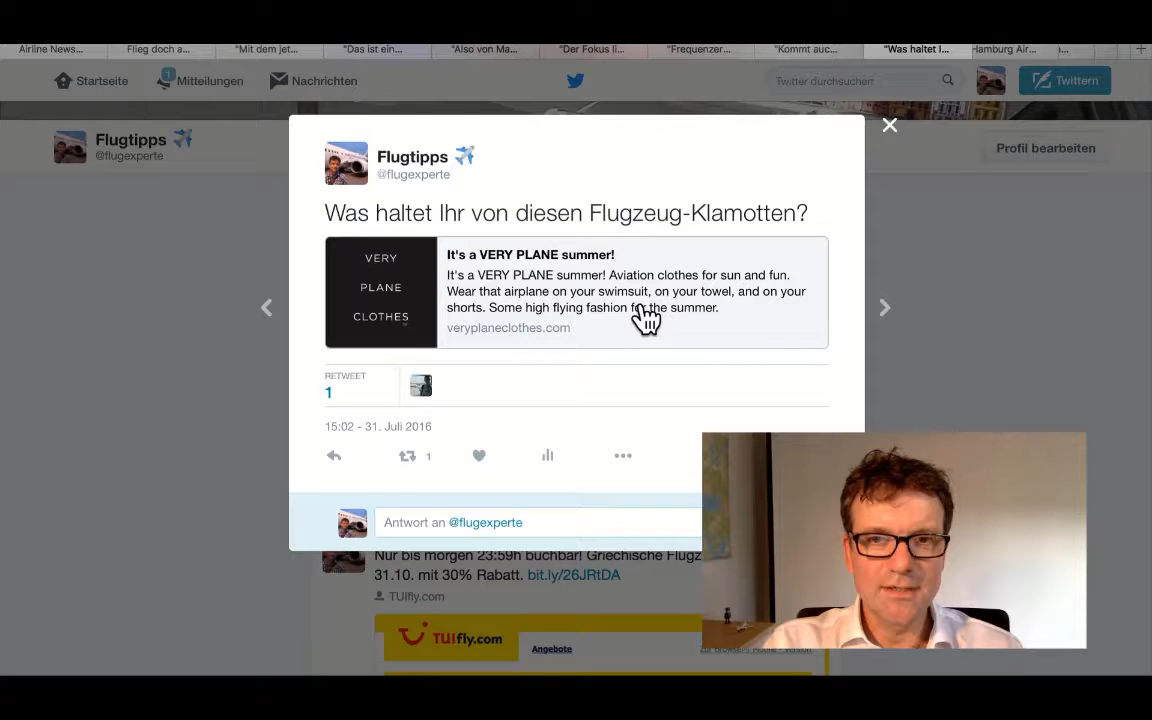 Airline News...
Flieg doch a...
"Mit dem jet...
"Das ist ein...
"Also von Ma...
"Der Fokus li...
"Frequenzer...
"Kommt auc...
"Was haltet I...
Hamburg Air...
Startseite
1
Mitteilungen
Nachrichten
Twitter durchsuchen
Twittern
Flugtipps
@flugexperte
Profil bearbeiten
Flugtipps
@flugexperte
Was haltet Ihr von diesen Flugzeug-Klamotten?
VERY
PLANE
CLOTHES
It's a VERY PLANE summer!
It's a VERY PLANE summer! Aviation clothes for sun and fun.
Wear that airplane on your swimsuit, on your towel, and on your
shorts. Some high flying fashion for the summer.
veryplaneclothes.com
RETWEET
1
15:02 - 31. Juli 2016
1
Antwort an @flugexperte
Nur bis morgen 23:59h buchbar! Griechische Flugz
31.10. mit 30% Rabatt. bit.ly/26JRtDA
TUIfly.com
TUIfly.com
Angebote